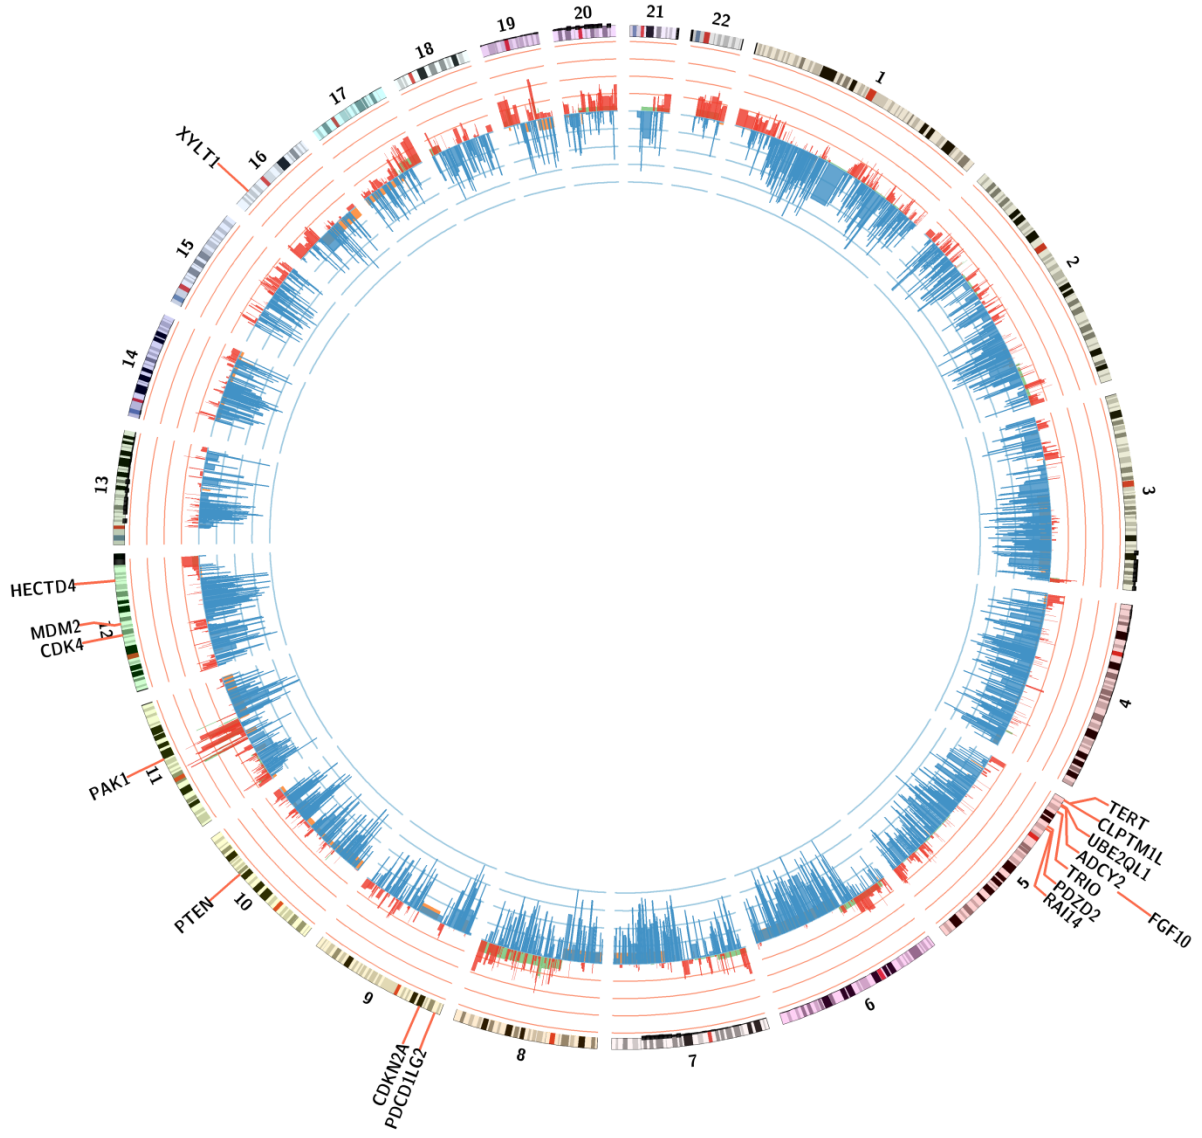 1
2
3
4
TERT
CLPTM1L
UBE2QL1
ADCY2
TRIO
PDZD2
RAI14
FGF10
5
6
7
8
CDKN2A
PDCD1LG2
9
PTEN
10
PAK1
11
HECTD4
MDM2
CDK4
12
13
14
15
XYLT1
16
17
18
19
20
21
22